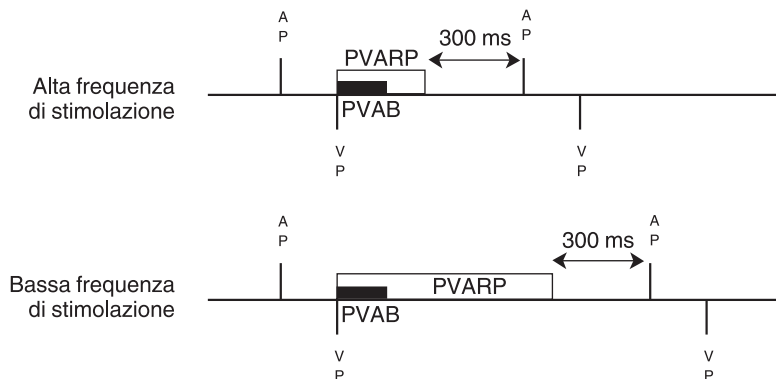 A
P
A
P
300 ms
PVARP
Alta frequenza
di stimolazione
PVAB
V
P
V
P
A
P
A
P
300 ms
Bassa frequenza
di stimolazione
PVARP
PVAB
V
P
V
P